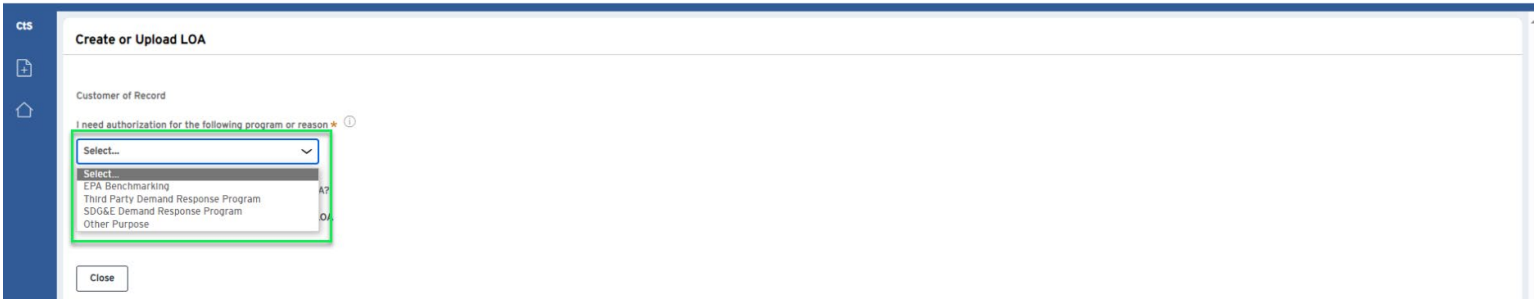 cts
Create or Upload LOA
Customer of Record
I need authorization for the following program or reason *
Select...
Select...
EPA Benchmarking
A?
Third Party Demand Response Program
SDG&E Demand Response Program
OA
Other Purpose
Close